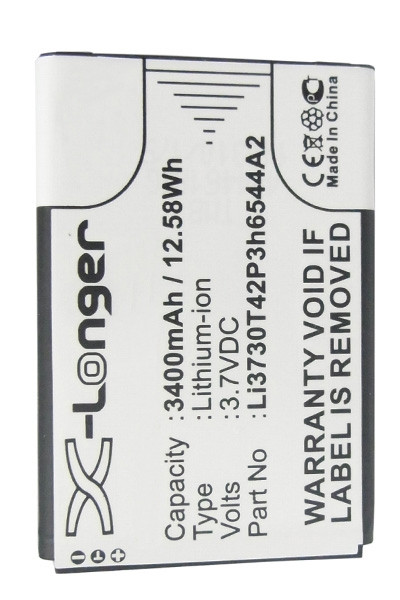 X-Longer
Capacity :3400mAh / 12.58Wh
Type :Lithium-ion
Volts :3.7VDC
Part No :Li3730T42P3h6544A2
WARRANTY VOID IF
LABEL IS REMOVED
CE
Made In China